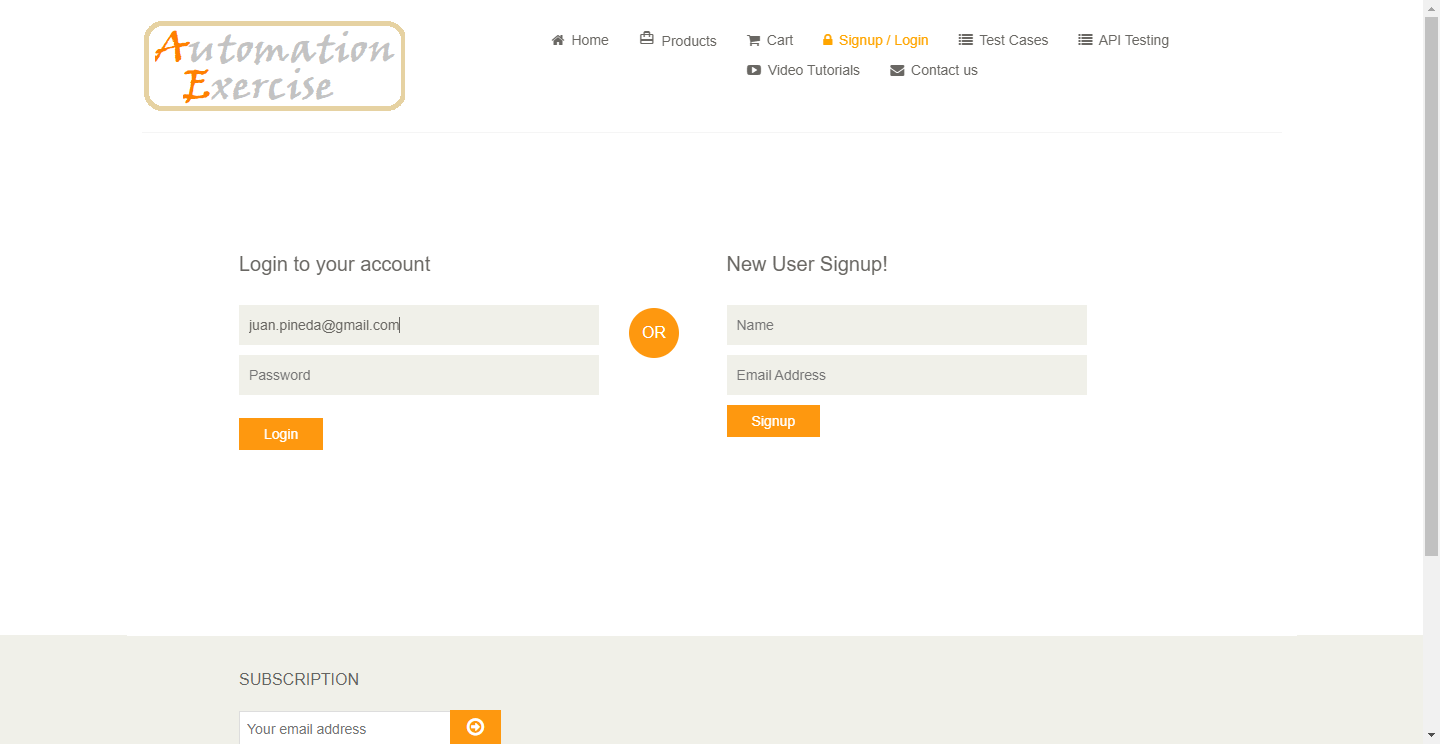 Automation
Exercise
Home
Products
Cart
Signup / Login
Test Cases
API Testing
Video Tutorials
Contact us
Login to your account
juan.pineda@gmail.com
Password
Login
OR
New User Signup!
Name
Email Address
Signup
SUBSCRIPTION
Your email address